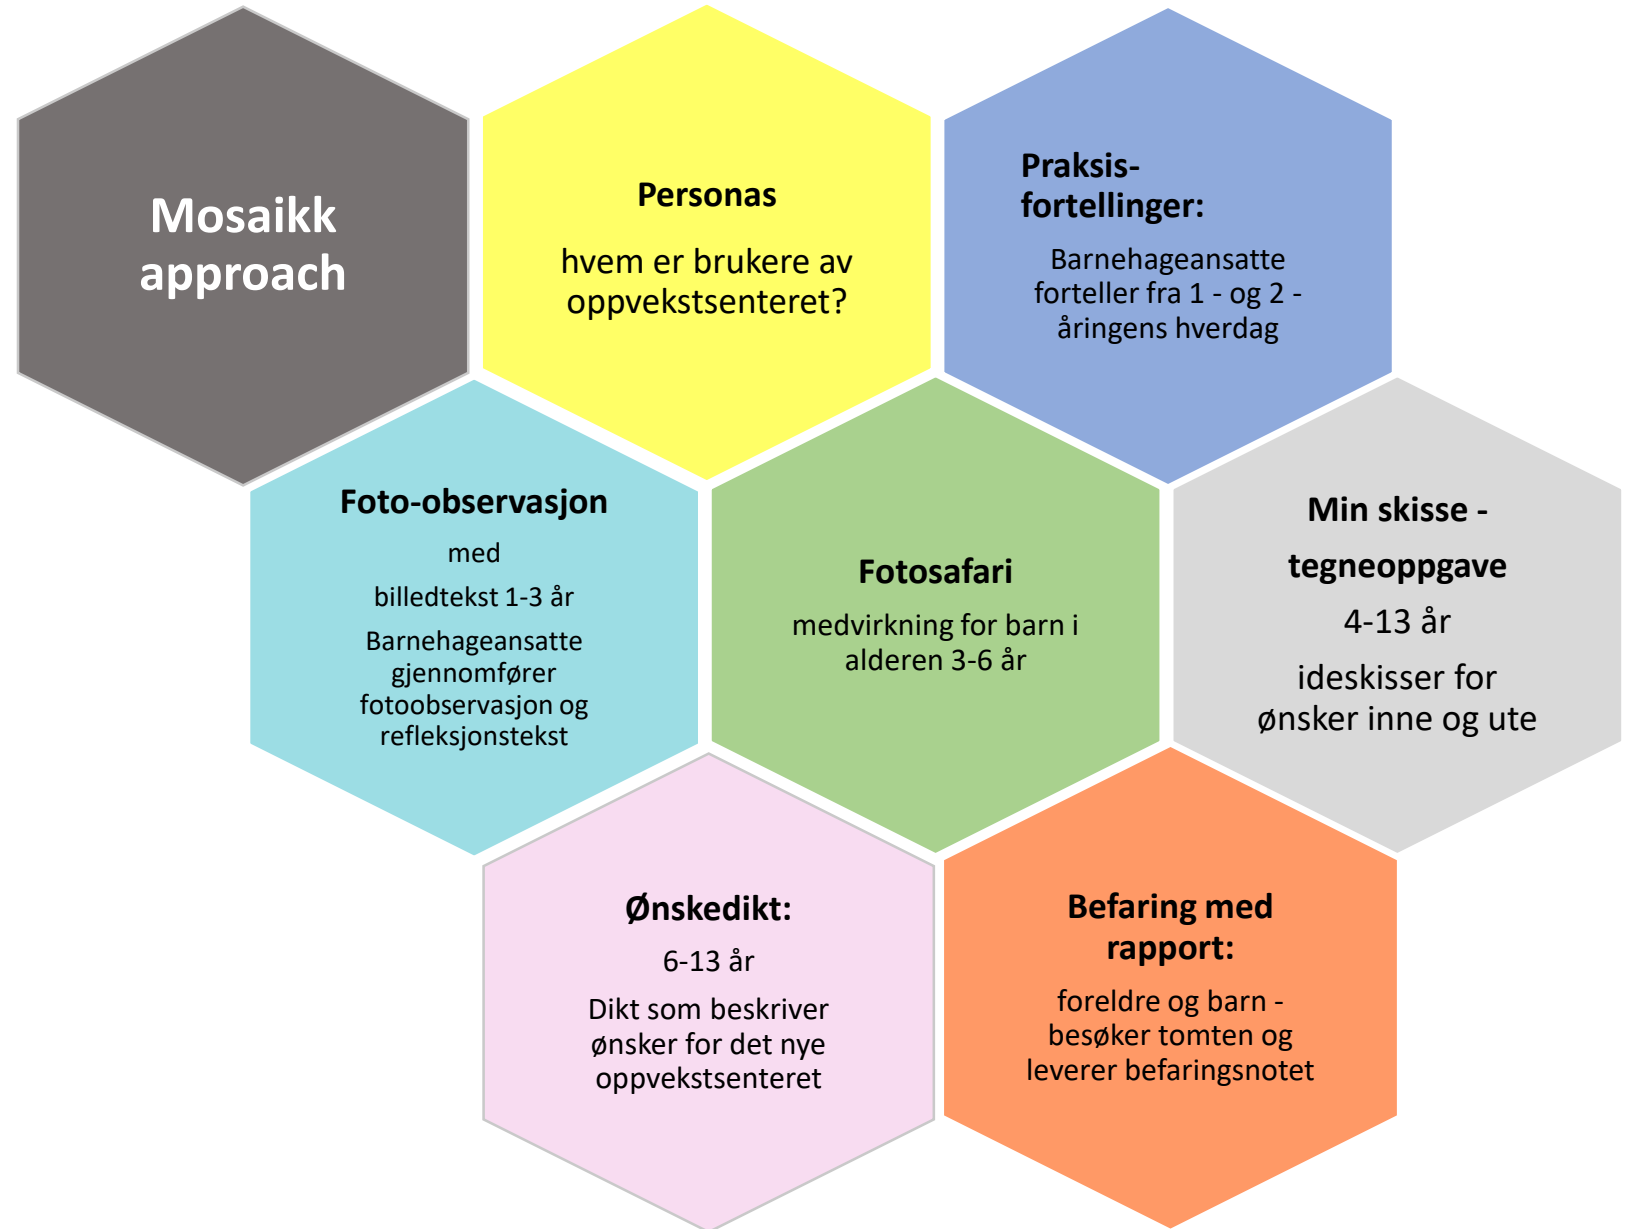 Mosaikk
approach
Personas
hvem er brukere av
oppvekstsenteret?
Praksis-
fortellinger:
Barnehageansatte
forteller fra 1 - og 2 -
åringens hverdag
Foto-observasjon
med
billedtekst 1-3 år
Barnehageansatte
gjennomfører
fotoobservasjon og
refleksjonstekst
Fotosafari
medvirkning for barn i
alderen 3-6 år
Min skisse -
tegneoppgave
4-13 år
ideskisser for
ønsker inne og ute
Ønskedikt:
6-13 år
Dikt som beskriver
ønsker for det nye
oppvekstsenteret
Befaring med
rapport:
foreldre og barn -
besøker tomten og
leverer befaringsnotet